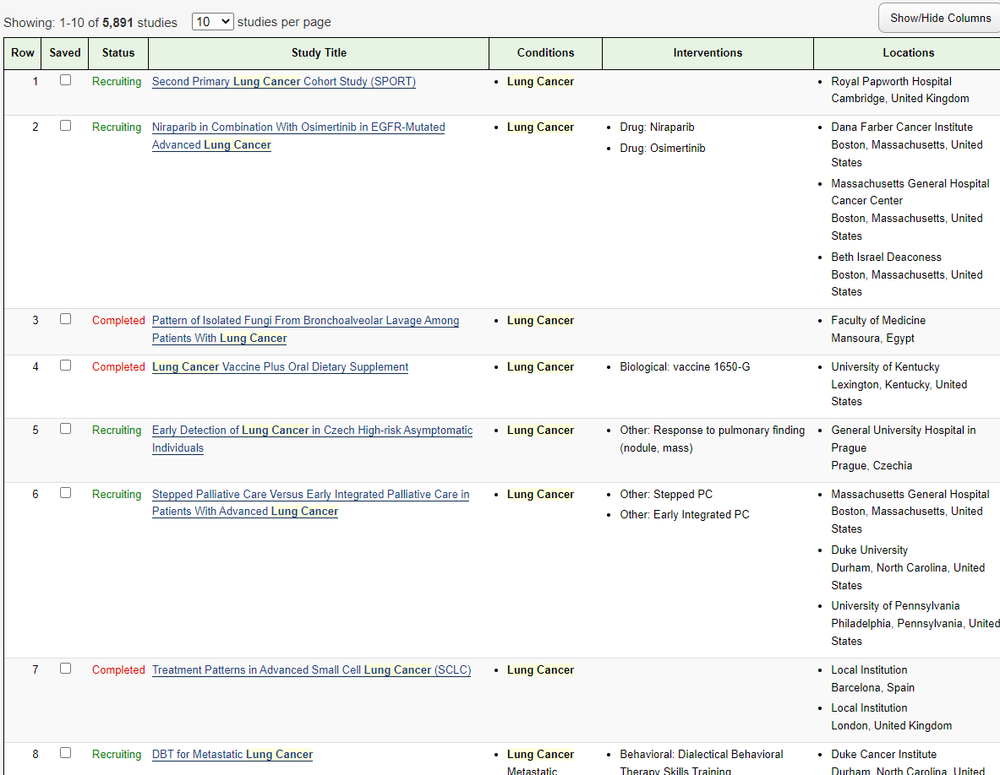 Showing: 1-10 of 5,891 studies 10 studies per page
Show/Hide Columns
Row Saved Status Study Title Conditions Interventions Locations
1 Recruiting Second Primary Lung Cancer Cohort Study (SPORT) • Lung Cancer • Royal Papworth Hospital
Cambridge, United Kingdom
2 Recruiting Niraparib in Combination With Osimertinib in EGFR-Mutated • Lung Cancer • Drug: Niraparib • Dana Farber Cancer Institute
Advanced Lung Cancer • Drug: Osimertinib Boston, Massachusetts, United
States
• Massachusetts General Hospital
Cancer Center
Boston, Massachusetts, United
States
• Beth Israel Deaconess
Boston, Massachusetts, United
States
3 Completed Pattern of Isolated Fungi From Bronchoalveolar Lavage Among • Lung Cancer • Faculty of Medicine
Patients With Lung Cancer Mansoura, Egypt
4 Completed Lung Cancer Vaccine Plus Oral Dietary Supplement • Lung Cancer • Biological: vaccine 1650-G • University of Kentucky
Lexington, Kentucky, United
States
5 Recruiting Early Detection of Lung Cancer in Czech High-risk Asymptomatic • Lung Cancer • Other: Response to pulmonary finding • General University Hospital in
Individuals (nodule, mass) Prague
Prague, Czechia
6 Recruiting Stepped Palliative Care Versus Early Integrated Palliative Care in • Lung Cancer • Other: Stepped PC • Massachusetts General Hospital
Patients With Advanced Lung Cancer • Other: Early Integrated PC Boston, Massachusetts, United
States
• Duke University
Durham, North Carolina, United
States
• University of Pennsylvania
Philadelphia, Pennsylvania, United
States
7 Completed Treatment Patterns in Advanced Small Cell Lung Cancer (SCLC) • Lung Cancer • Local Institution
Barcelona, Spain
• Local Institution
London, United Kingdom
8 Recruiting DBT for Metastatic Lung Cancer • Lung Cancer • Behavioral: Dialectical Behavioral • Duke Cancer Institute
Metastatic Therapy Skills Training Durham, North Carolina, United